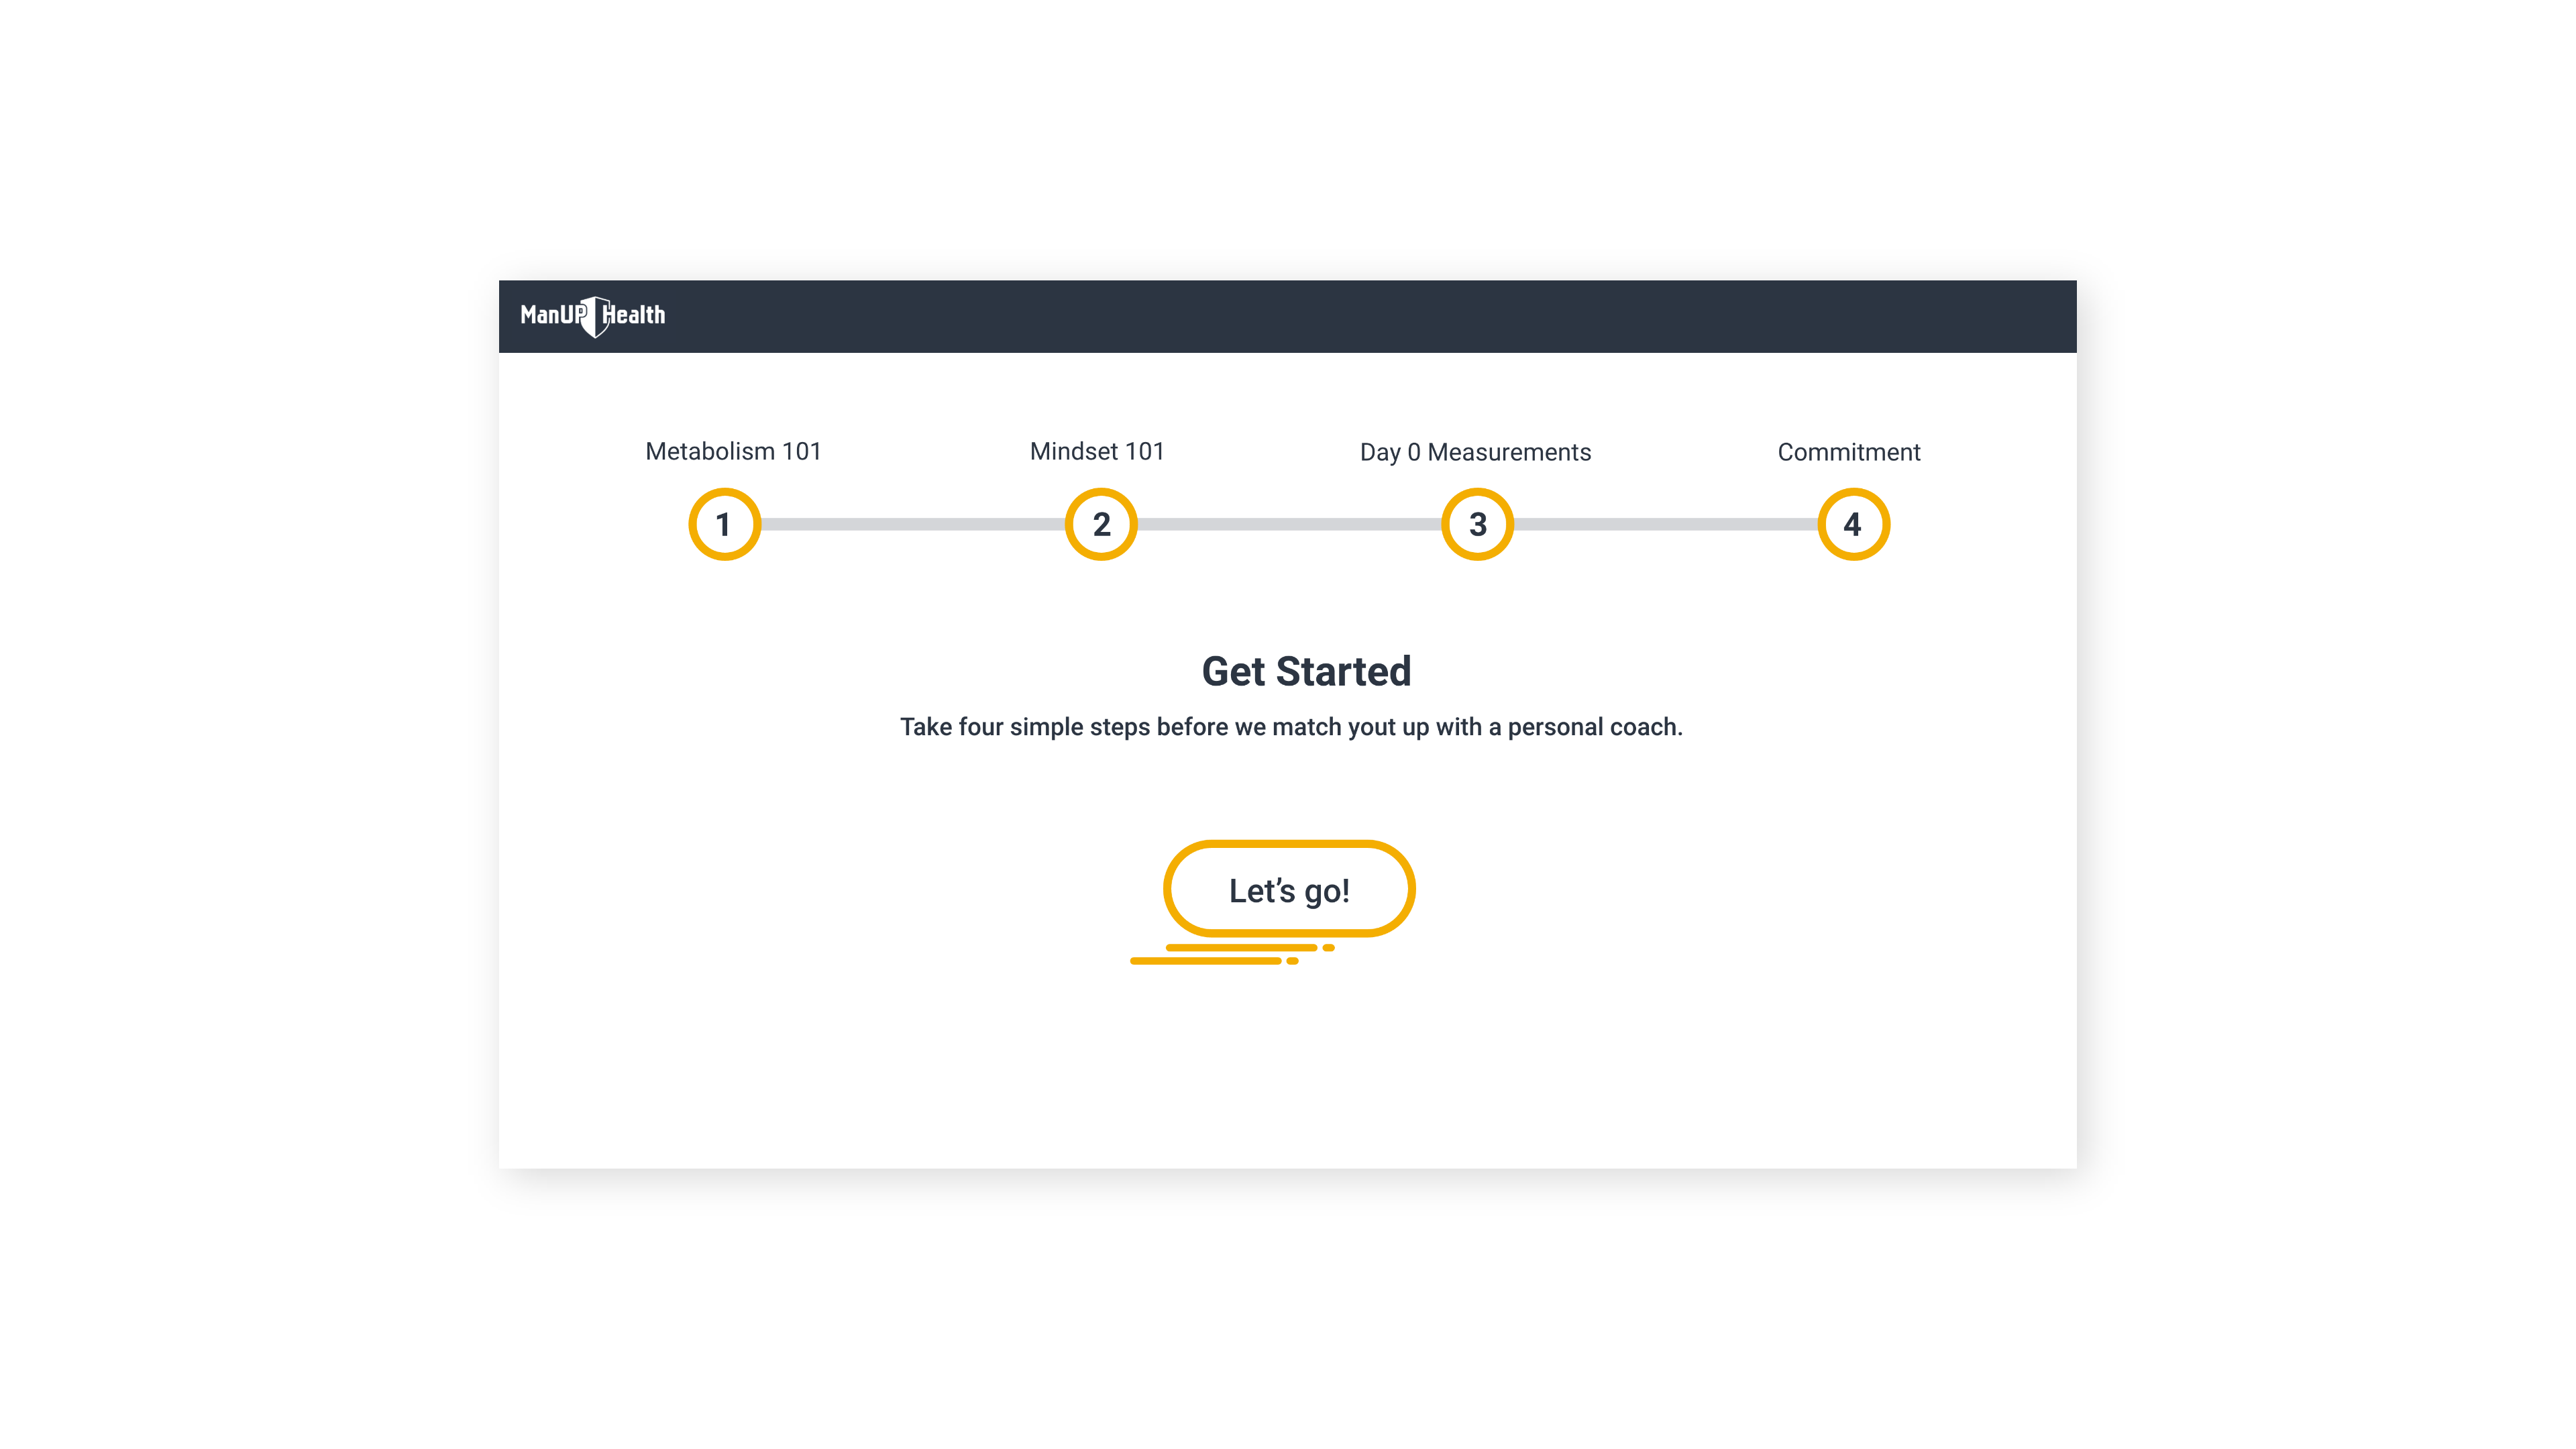 ManUP Health
Metabolism 101
Mindset 101
Day 0 Measurements
Commitment
1
2
3
4
Get Started
Take four simple steps before we match yout up with a personal coach.
Let’s go!